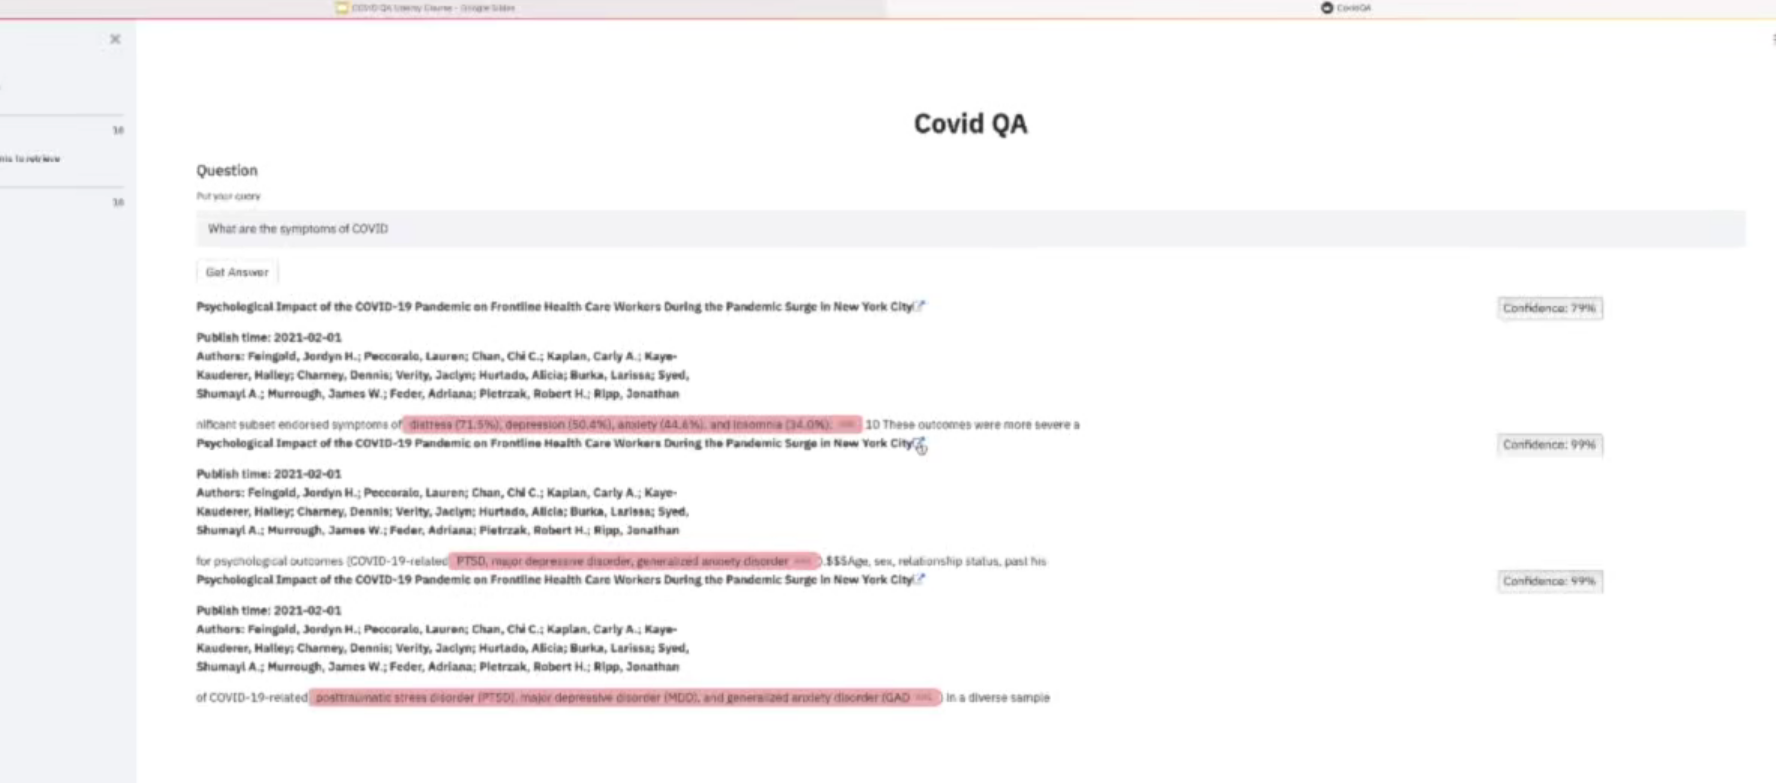 COVID QA Udemy Course - Google Slides
CovidQA
10
to retrieve
10
Covid QA
Question
Put your query
What are the symptoms of COVID
Get Answer
Psychological Impact of the COVID-19 Pandemic on Frontline Health Care Workers During the Pandemic Surge in New York City
Confidence: 79%
Publish time: 2021-02-01
Authors: Feingold, Jordyn H.; Peccoralo, Lauren; Chan, Chi C.; Kaplan, Carly A.; Kaye-
Kauderer, Halley; Charney, Dennis; Verity, Jaclyn; Hurtado, Alicia; Burka, Larissa; Syed,
Shumayl A.; Murrough, James W.; Feder, Adriana; Pietrzak, Robert H.; Ripp, Jonathan
nificant subset endorsed symptoms of distress (71.5%), depression (50.4%), anxiety (44.6%), and insomnia (34.0%). 10 These outcomes were more severe a
Psychological Impact of the COVID-19 Pandemic on Frontline Health Care Workers During the Pandemic Surge in New York City
Confidence: 99%
Publish time: 2021-02-01
Authors: Feingold, Jordyn H.; Peccoralo, Lauren; Chan, Chi C.; Kaplan, Carly A.; Kaye-
Kauderer, Halley; Charney, Dennis; Verity, Jaclyn; Hurtado, Alicia; Burka, Larissa; Syed,
Shumayl A.; Murrough, James W.; Feder, Adriana; Pietrzak, Robert H.; Ripp, Jonathan
for psychological outcomes (COVID-19-related PTSD, major depressive disorder, generalized anxiety disorder ).$$$Age, sex, relationship status, past his
Psychological Impact of the COVID-19 Pandemic on Frontline Health Care Workers During the Pandemic Surge in New York City
Confidence: 99%
Publish time: 2021-02-01
Authors: Feingold, Jordyn H.; Peccoralo, Lauren; Chan, Chi C.; Kaplan, Carly A.; Kaye-
Kauderer, Halley; Charney, Dennis; Verity, Jaclyn; Hurtado, Alicia; Burka, Larissa; Syed,
Shumayl A.; Murrough, James W.; Feder, Adriana; Pietrzak, Robert H.; Ripp, Jonathan
of COVID-19-related posttraumatic stress disorder (PTSD), major depressive disorder (MDD), and generalized anxiety disorder (GAD ) in a diverse sample